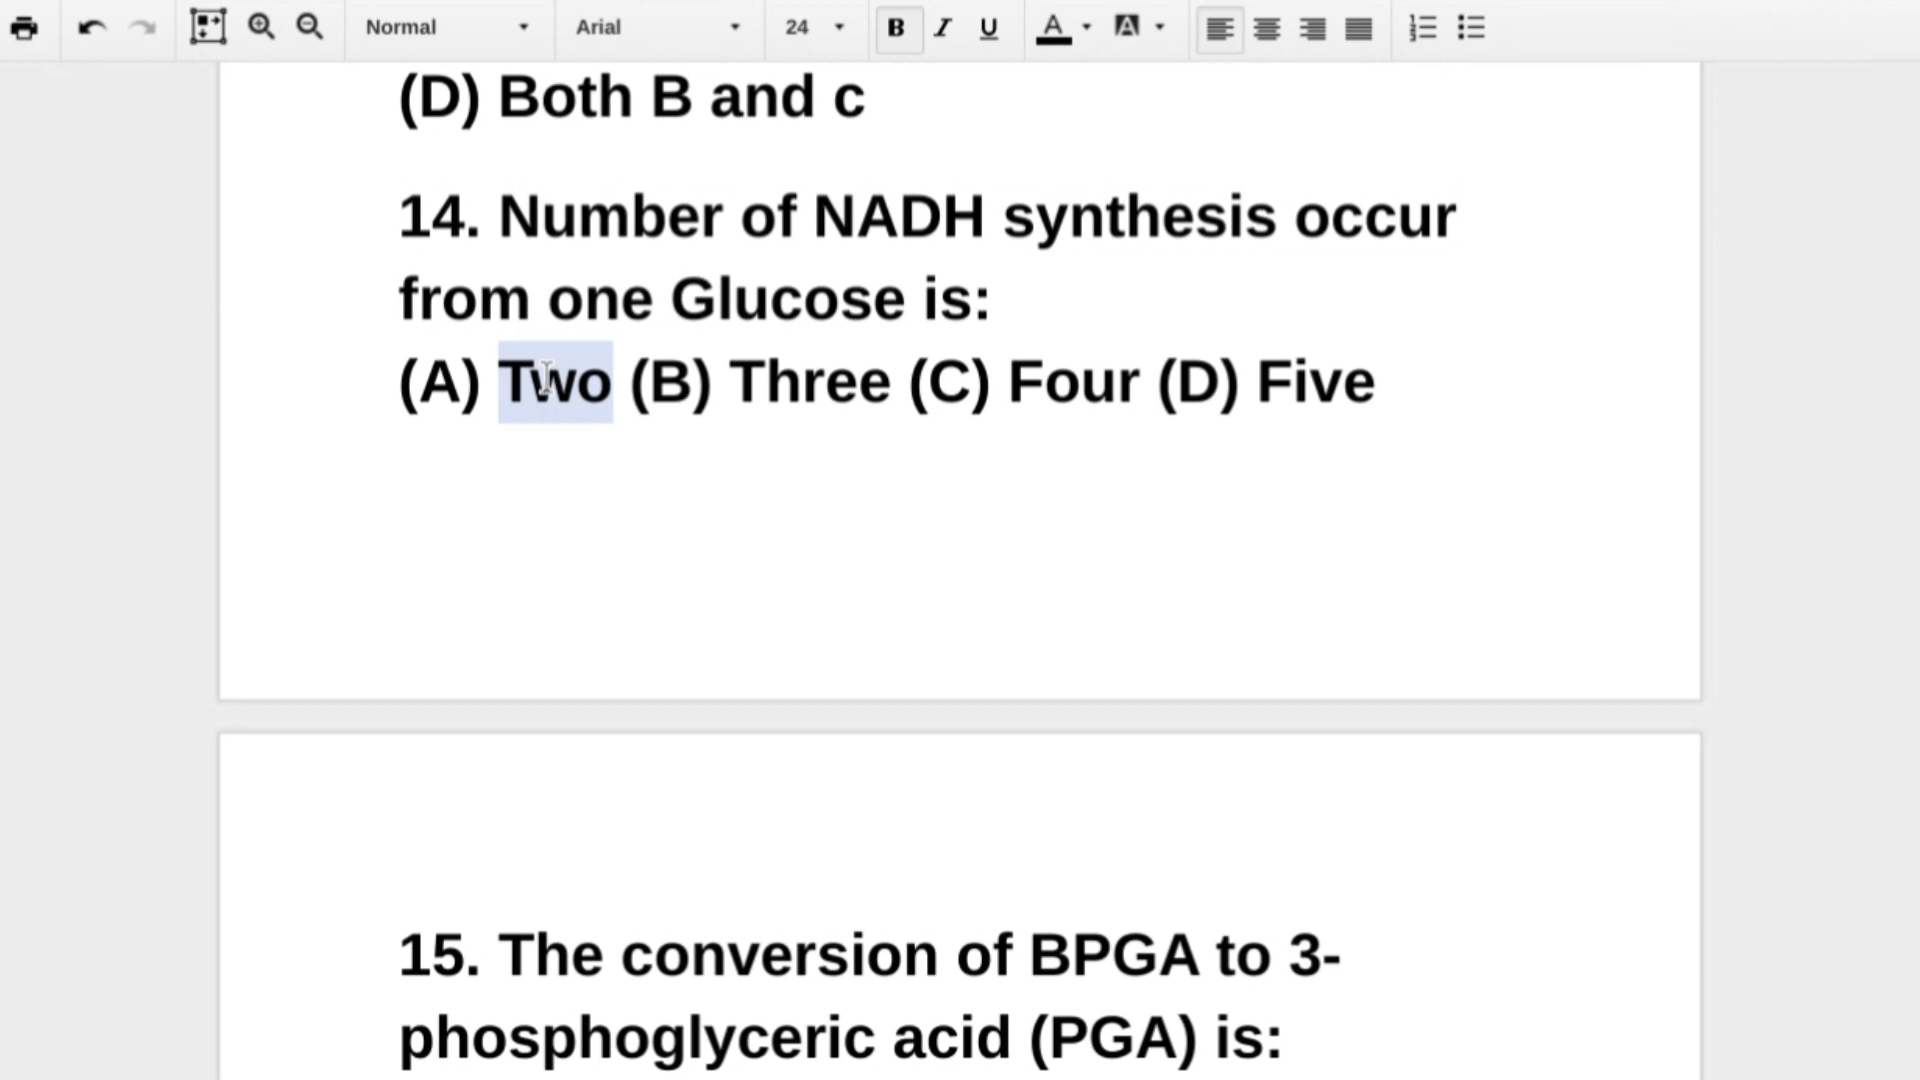 Normal Arial 24 B I U A A
(D) Both B and c
14. Number of NADH synthesis occur
from one Glucose is:
(A) Two (B) Three (C) Four (D) Five
15. The conversion of BPGA to 3-
phosphoglyceric acid (PGA) is: